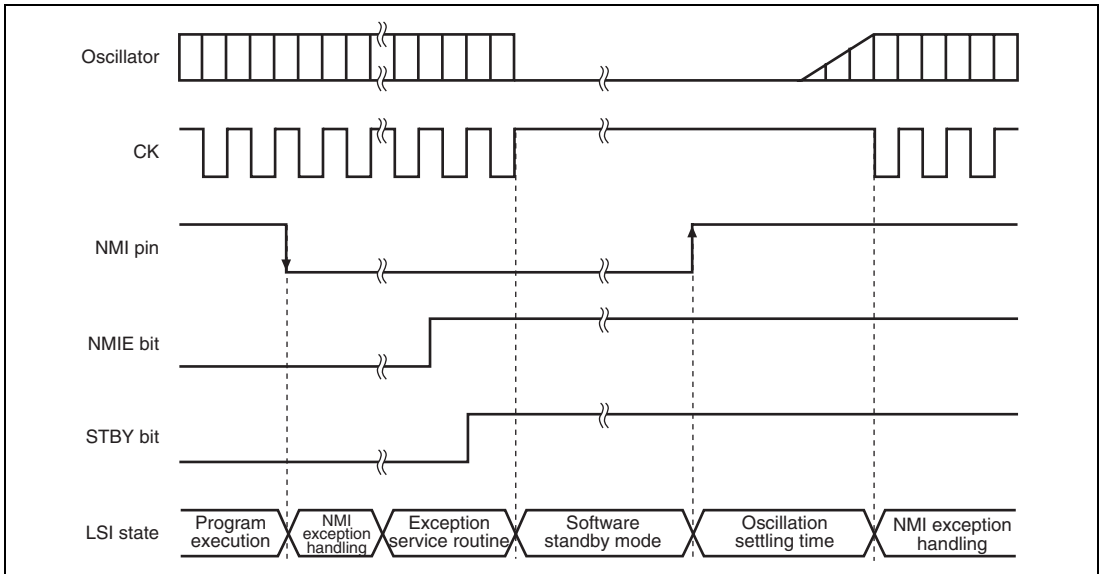 Oscillator
CK
NMI pin
NMIE bit
STBY bit
LSI state
Program
execution
NMI
exception
handling
Exception
service routine
Software
standby mode
Oscillation
settling time
NMI exception
handling